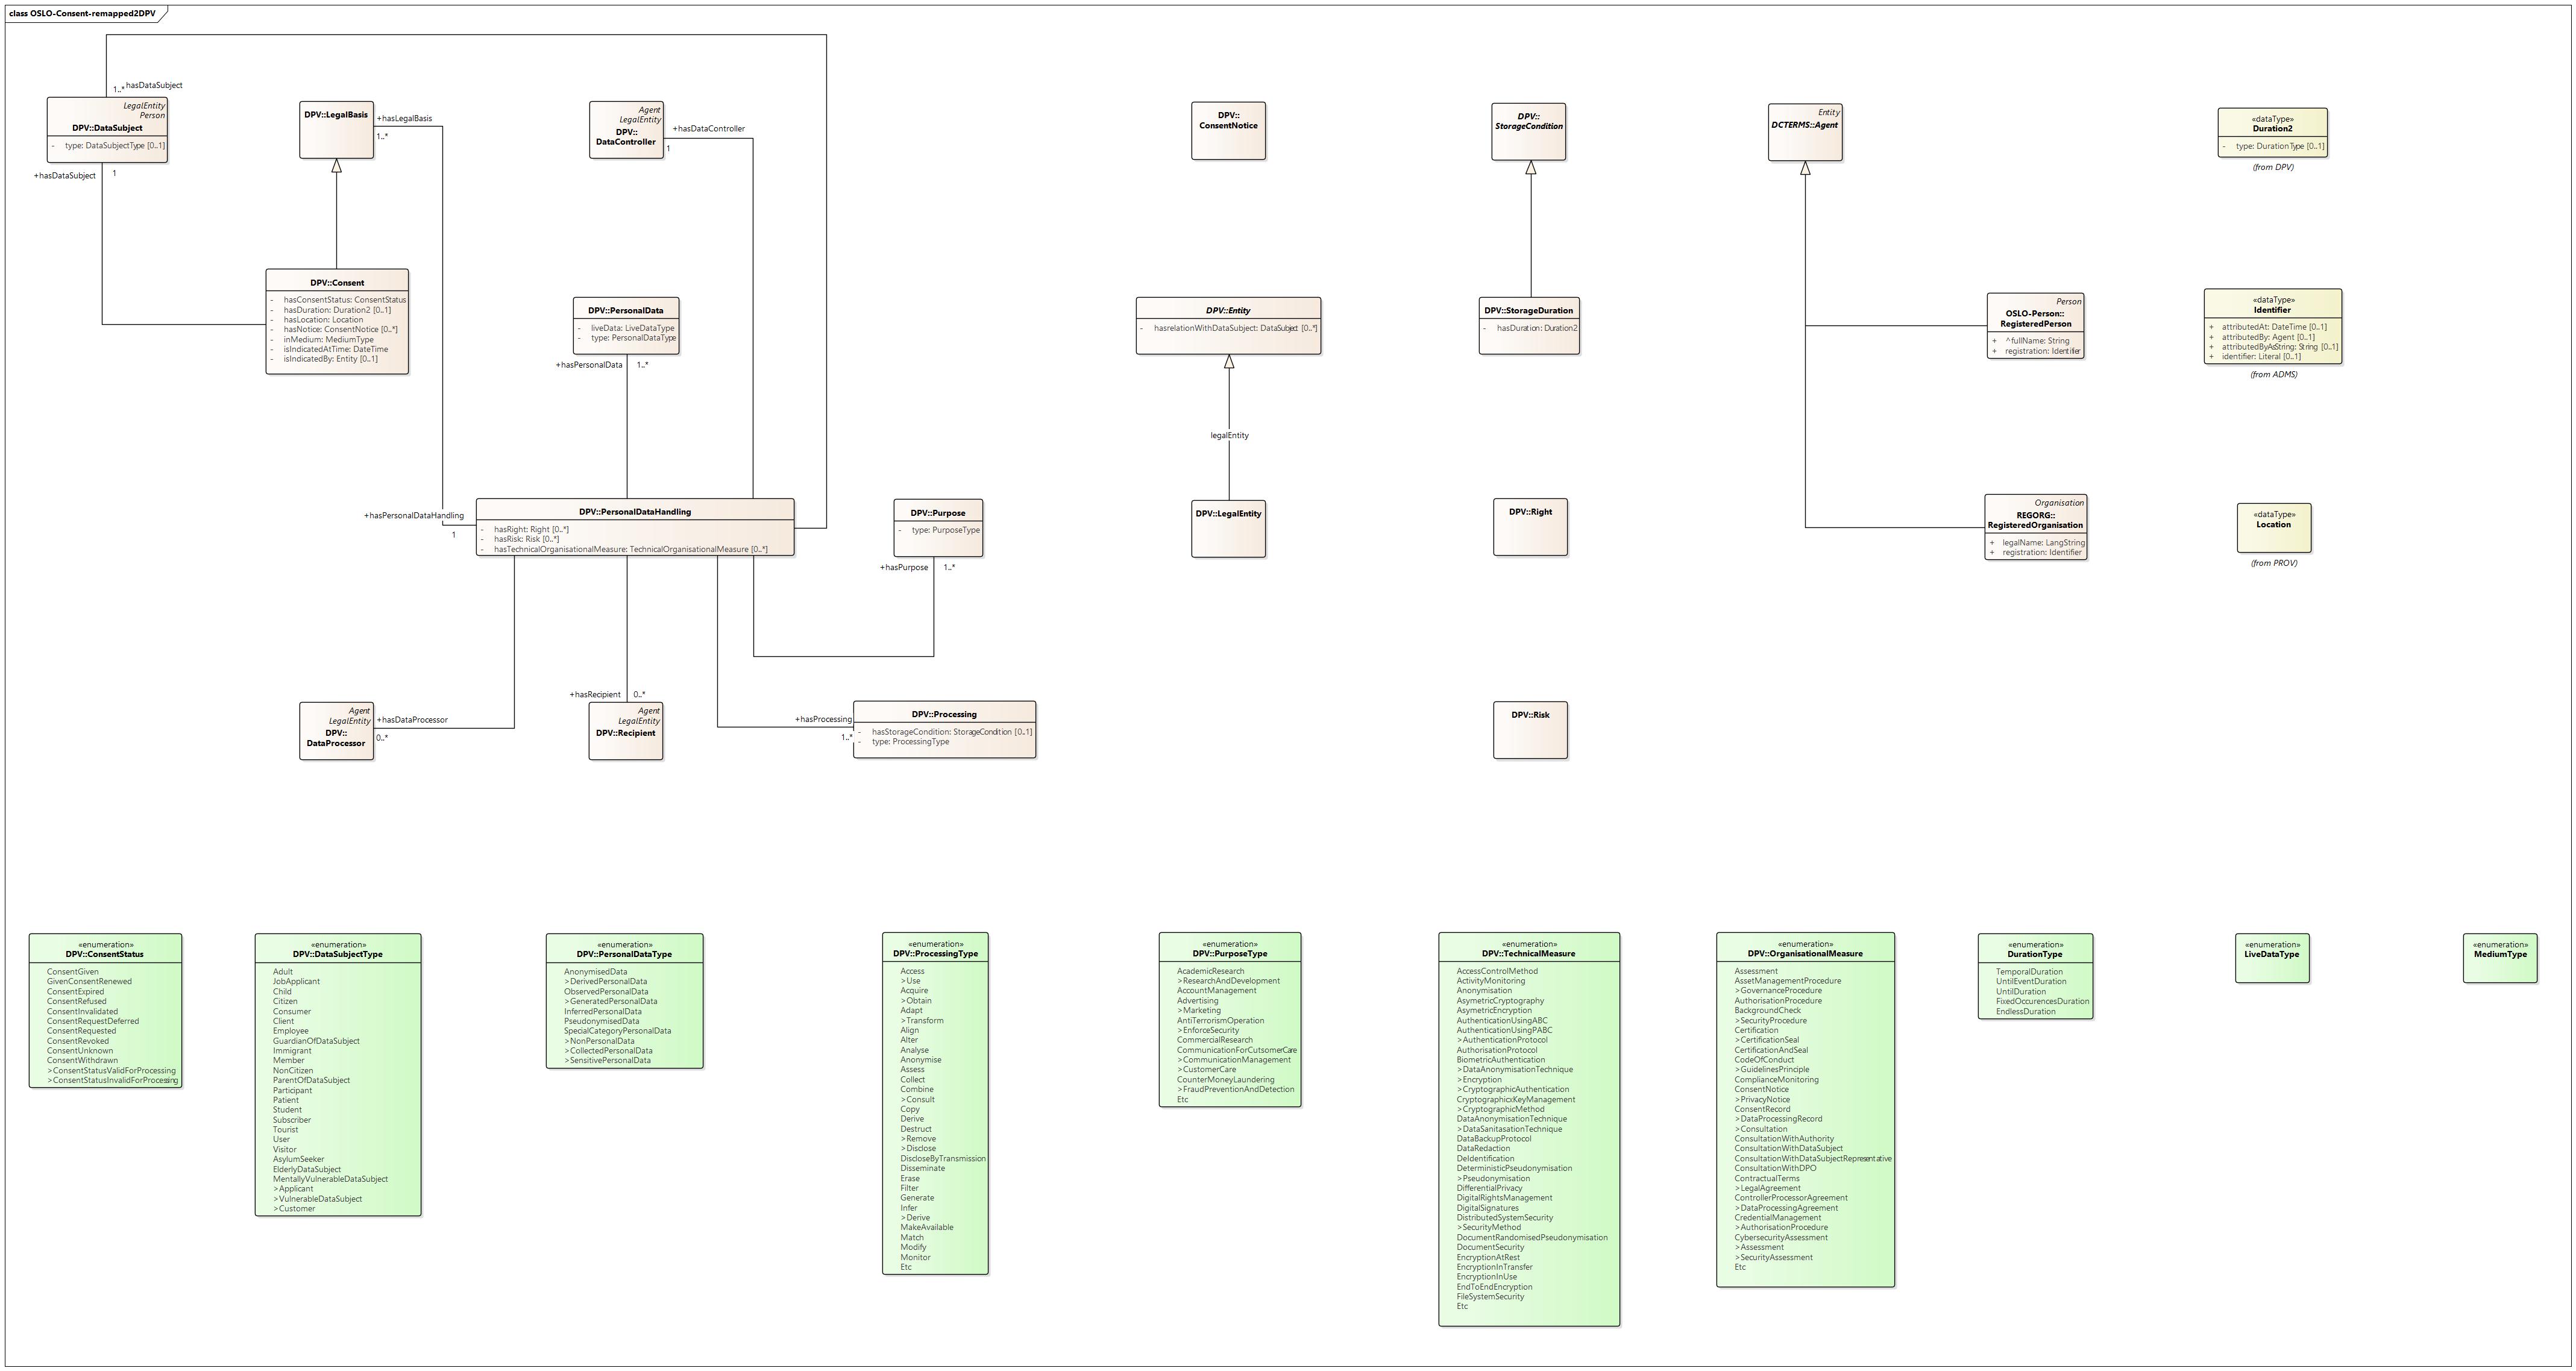 class OSLO-Consent-remapped2DPV
1..*
hasDataSubject
LegalEntity
Person
DPV::DataSubject
- type: DataSubjectType [0..1]
+hasDataSubject
1
DPV::LegalBasis
+hasLegalBasis
1..*
Agent
LegalEntity
DPV::
DataController
+hasDataController
1
DPV::
ConsentNotice
DPV::
StorageCondition
Entity
DCTERMS::Agent
«dataType»
Duration2
- type: DurationType [0..1]
(from DPV)
DPV::Consent
- hasConsentStatus: ConsentStatus
- hasDuration: Duration2 [0..1]
- hasLocation: Location
- hasNotice: ConsentNotice [0..*]
- inMedium: MediumType
- isIndicatedAtTime: DateTime
- isIndicatedBy: Entity [0..1]
DPV::PersonalData
- liveData: LiveDataType
- type: PersonalDataType
+hasPersonalData
1..*
DPV::Entity
- hasrelationWithDataSubject: DataSubject [0..*]
legalEntity
DPV::StorageDuration
- hasDuration: Duration2
Person
OSLO-Person::
RegisteredPerson
+ ^fullName: String
+ registration: Identifier
«dataType»
Identifier
+ attributedAt: DateTime [0..1]
+ attributedBy: Agent [0..1]
+ attributedByAsString: String [0..1]
+ identifier: Literal [0..1]
(from ADMS)
+hasPersonalDataHandling
1
DPV::PersonalDataHandling
- hasRight: Right [0..*]
- hasRisk: Risk [0..*]
- hasTechnicalOrganisationalMeasure: TechnicalOrganisationalMeasure [0..*]
DPV::Purpose
- type: PurposeType
+hasPurpose
1..*
DPV::LegalEntity
DPV::Right
Organisation
REGORG::
RegisteredOrganisation
+ legalName: LangString
+ registration: Identifier
«dataType»
Location
(from PROV)
Agent
LegalEntity
DPV::
DataProcessor
+hasDataProcessor
0..*
+hasRecipient
0..*
Agent
LegalEntity
DPV::Recipient
+hasProcessing
1..*
DPV::Processing
- hasStorageCondition: StorageCondition [0..1]
- type: ProcessingType
DPV::Risk
«enumeration»
DPV::ConsentStatus
ConsentGiven
GivenConsentRenewed
ConsentExpired
ConsentRefused
ConsentInvalidated
ConsentRequestDeferred
ConsentRequested
ConsentRevoked
ConsentUnknown
ConsentWithdrawn
>ConsentStatusValidForProcessing
>ConsentStatusInvalidForProcessing
«enumeration»
DPV::DataSubjectType
Adult
JobApplicant
Child
Citizen
Consumer
Client
Employee
GuardianOfDataSubject
Immigrant
Member
NonCitizen
ParentOfDataSubject
Participant
Patient
Student
Subscriber
Tourist
User
Visitor
AsylumSeeker
ElderlyDataSubject
MentallyVulnerableDataSubject
>Applicant
>VulnerableDataSubject
>Customer
«enumeration»
DPV::PersonalDataType
AnonymisedData
>DerivedPersonalData
ObservedPersonalData
>GeneratedPersonalData
InferredPersonalData
PseudonymisedData
SpecialCategoryPersonalData
>NonPersonalData
>CollectedPersonalData
>SensitivePersonalData
«enumeration»
DPV::ProcessingType
Access
>Use
Acquire
>Obtain
Adapt
>Transform
Align
Alter
Analyse
Anonymise
Assess
Collect
Combine
>Consult
Copy
Derive
Destruct
>Remove
>Disclose
DiscloseByTransmission
Disseminate
Erase
Filter
Generate
Infer
>Derive
MakeAvailable
Match
Modify
Monitor
Etc
«enumeration»
DPV::PurposeType
AcademicResearch
>ResearchAndDevelopment
AccountManagement
Advertising
>Marketing
AntiTerrorismOperation
>EnforceSecurity
CommercialResearch
CommunicationForCutsomerCare
>CommunicationManagement
>CustomerCare
CounterMoneyLaundering
>FraudPreventionAndDetection
Etc
«enumeration»
DPV::TechnicalMeasure
AccessControlMethod
ActivityMonitoring
Anonymisation
AsymetricCryptography
AsymetricEncryption
AuthenticationUsingABC
AuthenticationUsingPABC
>AuthenticationProtocol
AuthorisationProtocol
BiometricAuthentication
>DataAnonymisationTechnique
>Encryption
>CryptographicAuthentication
CryptographicxKeyManagement
>CryptographicMethod
DataAnonymisationTechnique
>DataSanitasationTechnique
DataBackupProtocol
DataRedaction
DeIdentification
DeterministicPseudonymisation
>Pseudonymisation
DifferentialPrivacy
DigitalRightsManagement
DigitalSignatures
DistributedSystemSecurity
>SecurityMethod
DocumentRandomisedPseudonymisation
DocumentSecurity
EncryptionAtRest
EncryptionInTransfer
EncryptionInUse
EndToEndEncryption
FileSystemSecurity
Etc
«enumeration»
DPV::OrganisationalMeasure
Assessment
AssetManagementProcedure
>GovernanceProcedure
AuthorisationProcedure
BackgroundCheck
>SecurityProcedure
Certification
>CertificationSeal
CertificationAndSeal
CodeOfConduct
>GuidelinesPrinciple
ComplianceMonitoring
ConsentNotice
>PrivacyNotice
ConsentRecord
>DataProcessingRecord
>Consultation
ConsultationWithAuthority
ConsultationWithDataSubject
ConsultationWithDataSubjectRepresentative
ConsultationWithDPO
ContractualTerms
>LegalAgreement
ControllerProcessorAgreement
>DataProcessingAgreement
CredentialManagement
>AuthorisationProcedure
CybersecurityAssessment
>Assessment
>SecurityAssessment
Etc
«enumeration»
DurationType
TemporalDuration
UntilEventDuration
UntilDuration
FixedOccurencesDuration
EndlessDuration
«enumeration»
LiveDataType
«enumeration»
MediumType